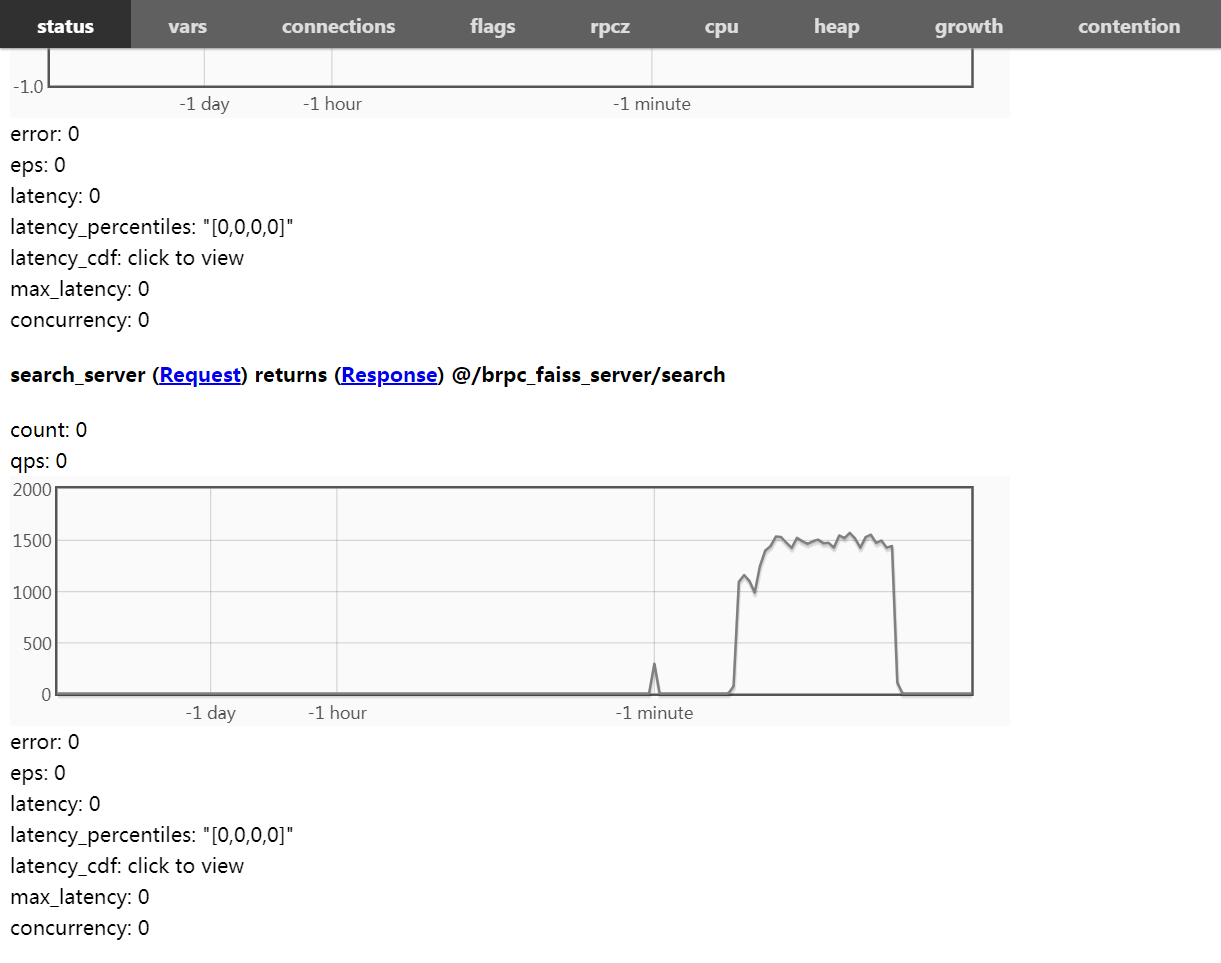 status vars connections flags rpcz cpu heap growth contention
-1.0
-1 day -1 hour -1 minute
error: 0
eps: 0
latency: 0
latency_percentiles: "[0,0,0,0]"
latency_cdf: click to view
max_latency: 0
concurrency: 0
search_server (Request) returns (Response) @/brpc_faiss_server/search
count: 0
qps: 0
2000
1500
1000
500
0
-1 day -1 hour -1 minute
error: 0
eps: 0
latency: 0
latency_percentiles: "[0,0,0,0]"
latency_cdf: click to view
max_latency: 0
concurrency: 0